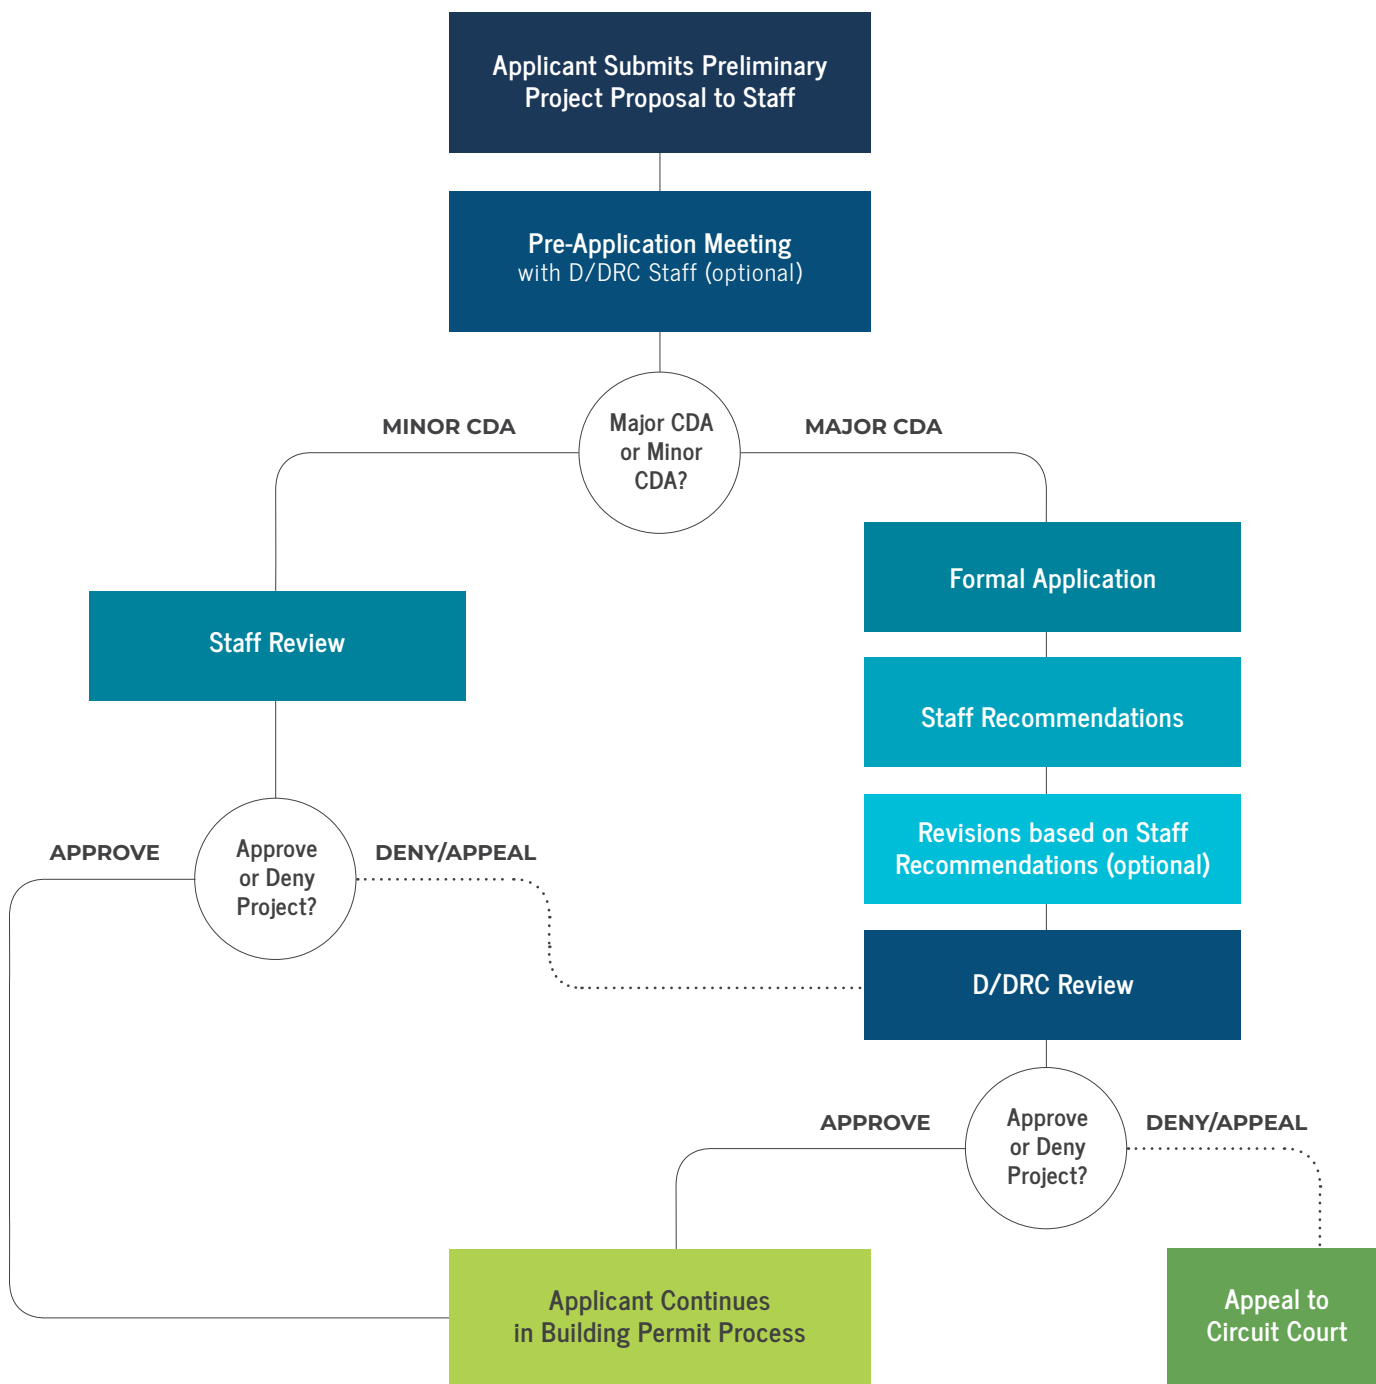 Applicant Submits Preliminary
Project Proposal to Staff
Pre-Application Meeting
with D/DRC Staff (optional)
MINOR CDA
Major CDA
or Minor
CDA?
MAJOR CDA
Formal Application
Staff Review
Staff Recommendations
Revisions based on Staff
Recommendations (optional)
APPROVE
Approve
or Deny
Project?
DENY/APPEAL
D/DRC Review
APPROVE
Approve
or Deny
Project?
DENY/APPEAL
Applicant Continues
in Building Permit Process
Appeal to
Circuit Court